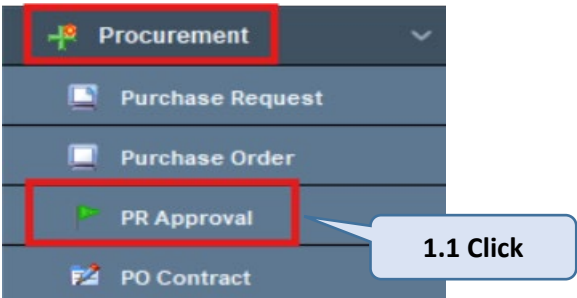 Procurement
Purchase Request
Purchase Order
PR Approval
1.1 Click
PO Contract